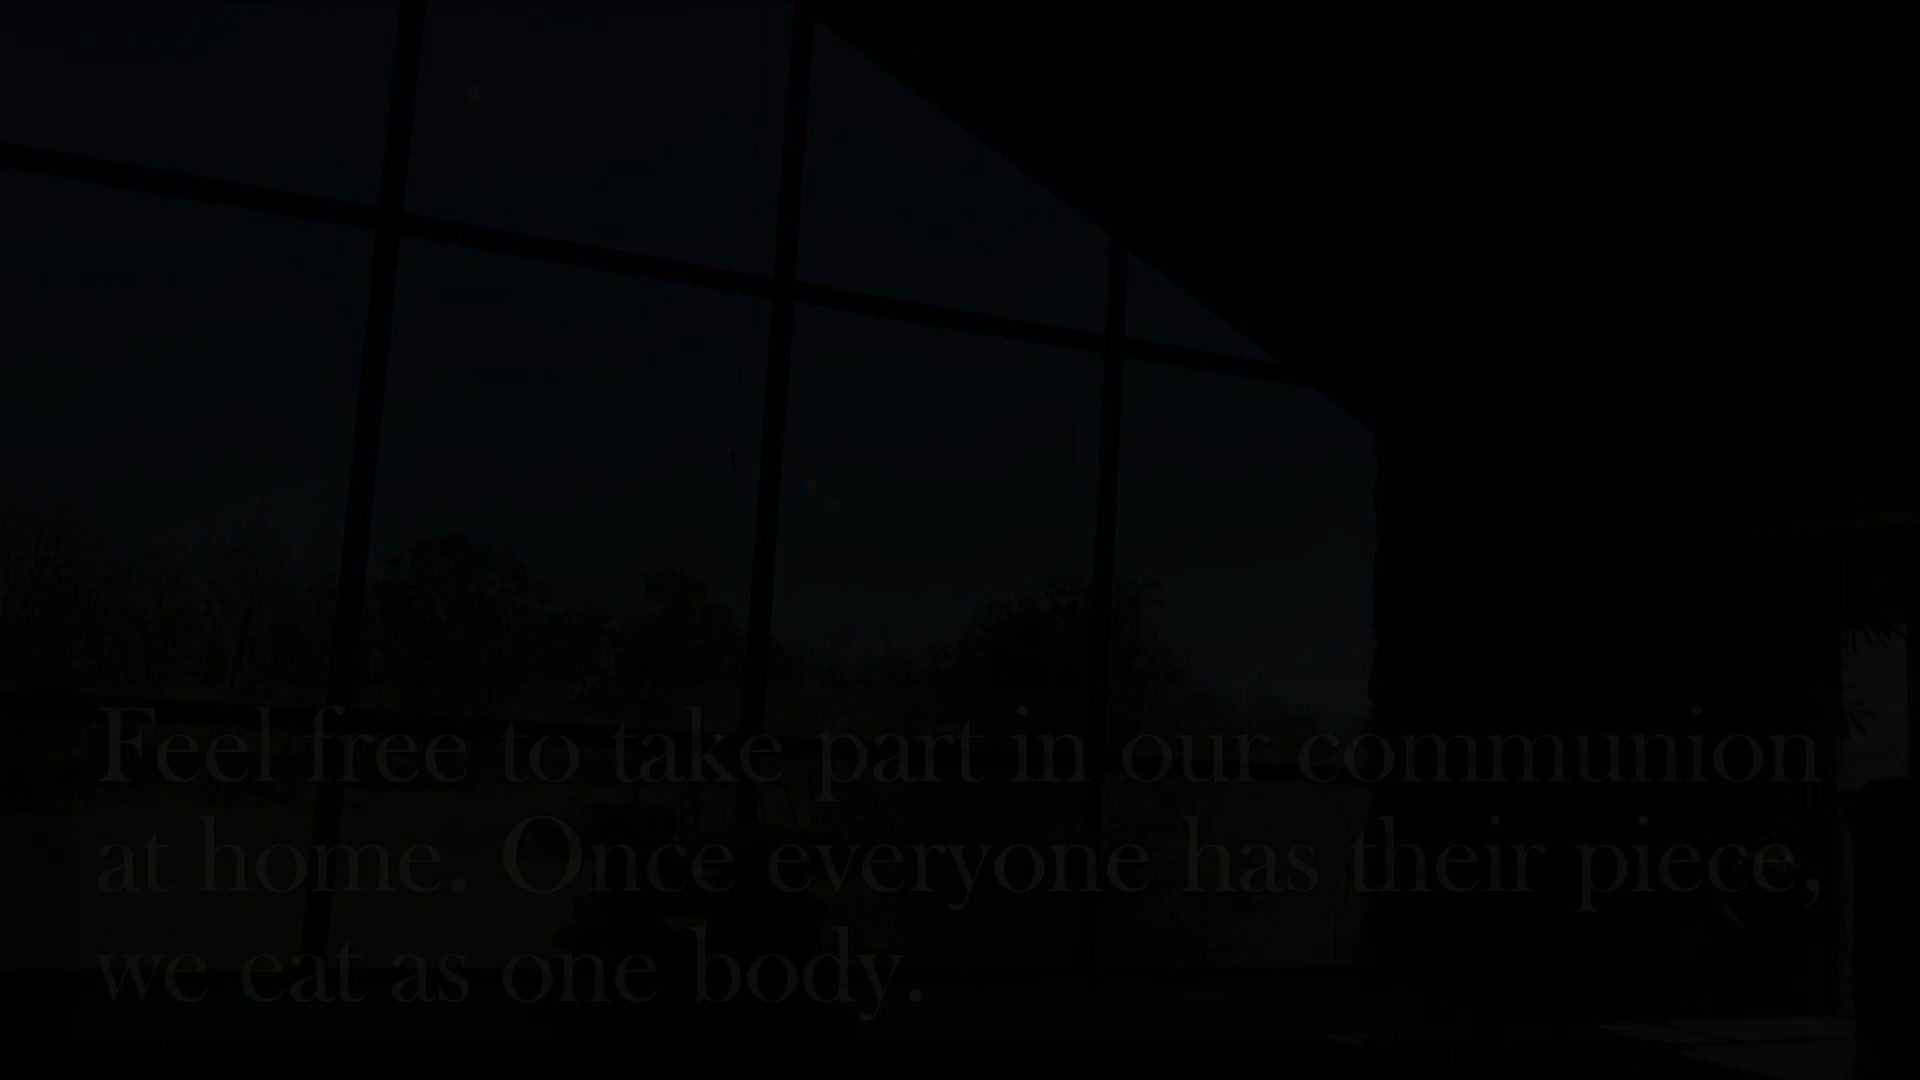 Feel free to take part in our communion
at home. Once everyone has their piece,
we eat as one body.